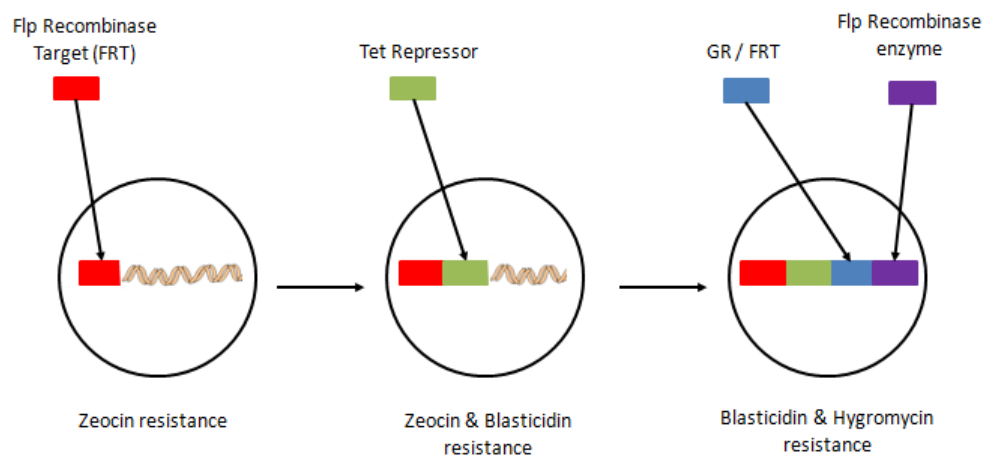 Flp Recombinase
Target (FRT)
Tet Repressor
GR / FRT
Flp Recombinase
enzyme
Zeocin resistance
Zeocin & Blasticidin
resistance
Blasticidin & Hygromycin
resistance